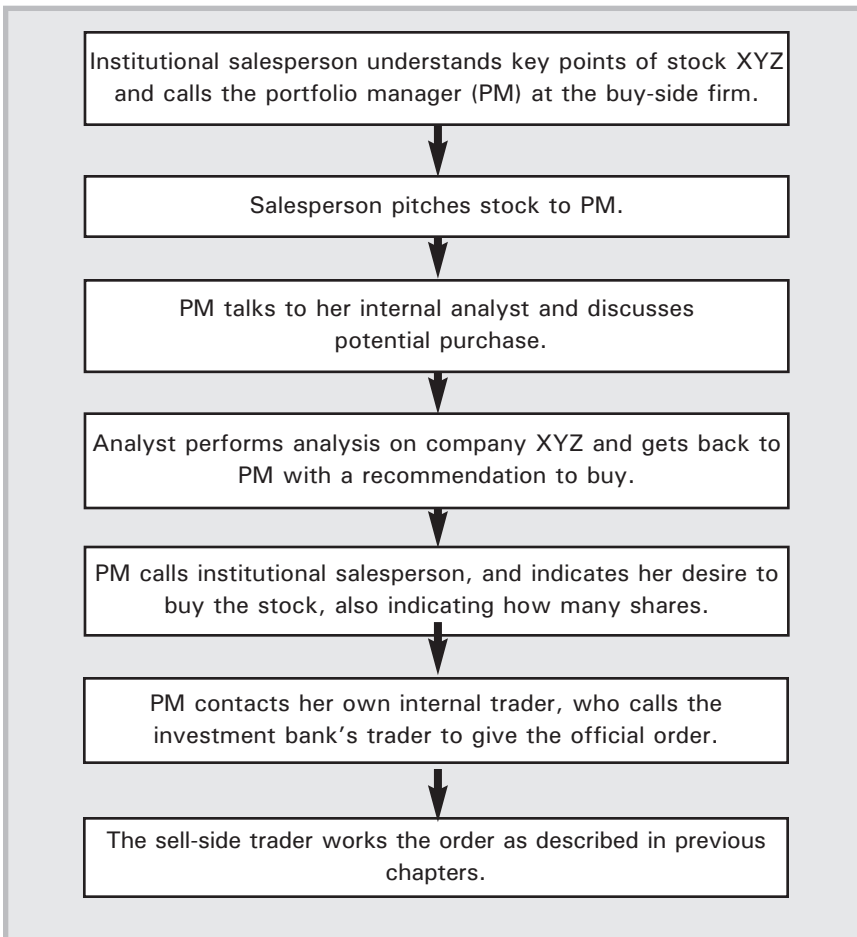 Institutional salesperson understands key points of stock XYZ
and calls the portfolio manager (PM) at the buy-side firm.
Salesperson pitches stock to PM.
PM talks to her internal analyst and discusses
potential purchase.
Analyst performs analysis on company XYZ and gets back to
PM with a recommendation to buy.
PM calls institutional salesperson, and indicates her desire to
buy the stock, also indicating how many shares.
PM contacts her own internal trader, who calls the
investment bank's trader to give the official order.
The sell-side trader works the order as described in previous
chapters.